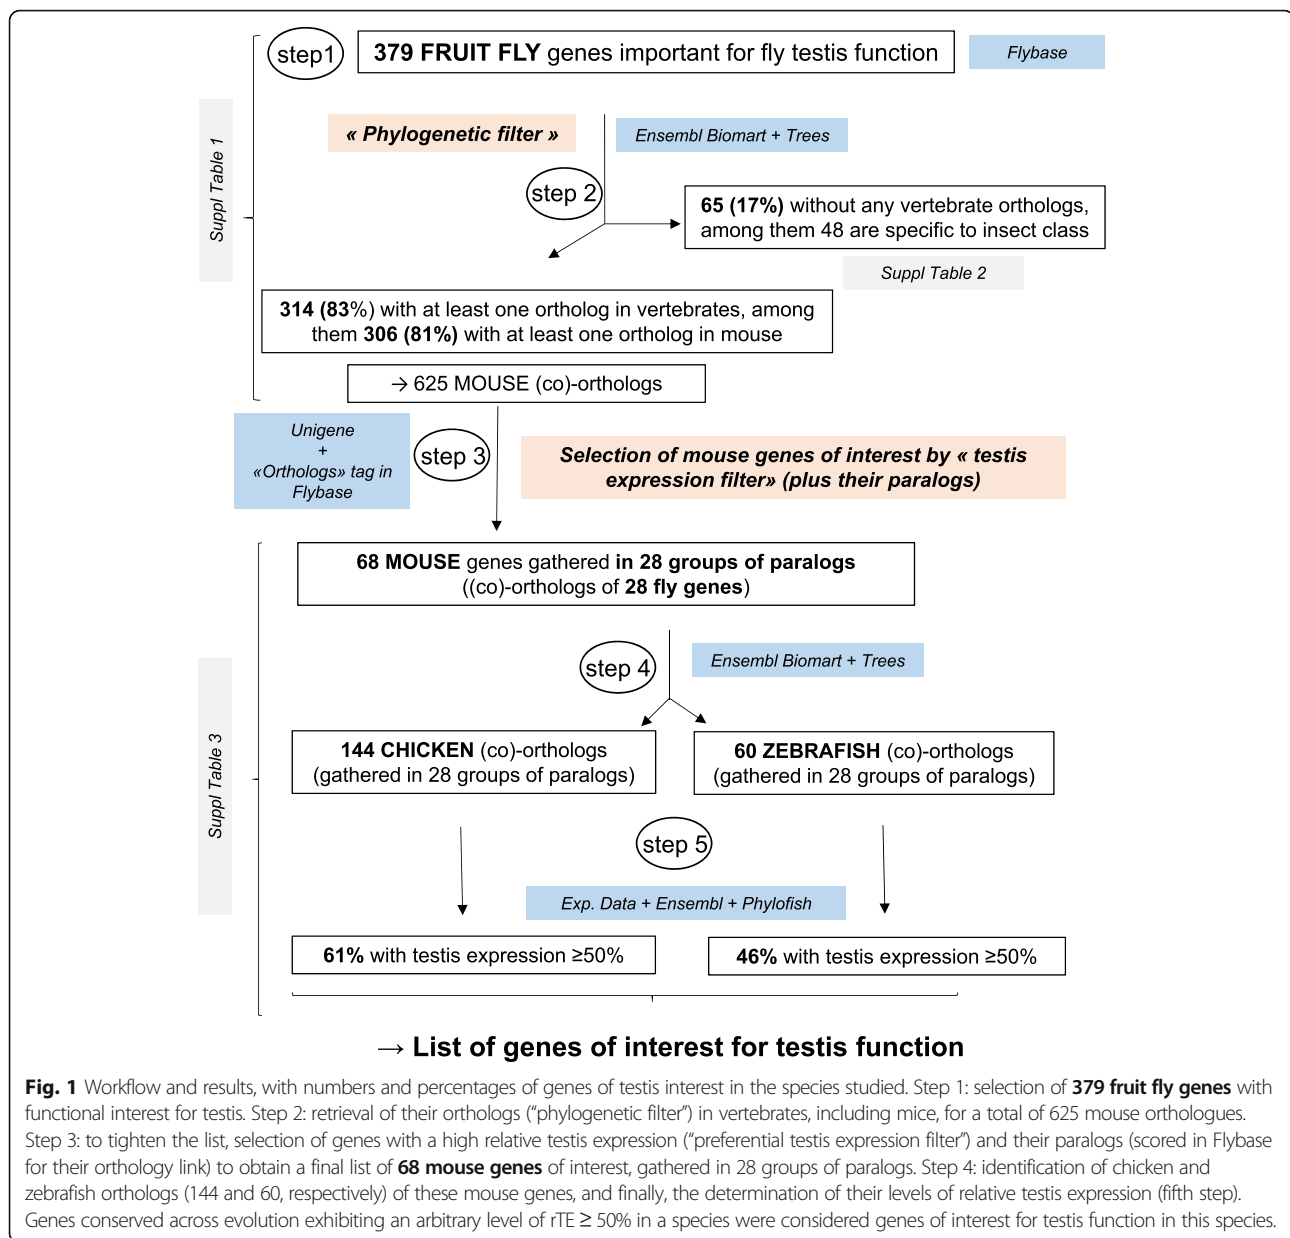 step1
379 FRUIT FLY genes important for fly testis function
Flybase
« Phylogenetic filter »
Ensembl Biomart + Trees
Suppl Table 1
step 2
65 (17%) without any vertebrate orthologs,
among them 48 are specific to insect class
Suppl Table 2
314 (83%) with at least one ortholog in vertebrates, among
them 306 (81%) with at least one ortholog in mouse
→ 625 MOUSE (co)-orthologs
Unigene
+
«Orthologs» tag in
Flybase
step 3
Selection of mouse genes of interest by « testis
expression filter» (plus their paralogs)
68 MOUSE genes gathered in 28 groups of paralogs
((co)-orthologs of 28 fly genes)
step 4
Ensembl Biomart + Trees
Suppl Table 3
144 CHICKEN (co)-orthologs
(gathered in 28 groups of paralogs)
60 ZEBRAFISH (co)-orthologs
(gathered in 28 groups of paralogs)
step 5
Exp. Data + Ensembl + Phylofish
61% with testis expression ≥50%
46% with testis expression ≥50%
→ List of genes of interest for testis function
Fig. 1 Workflow and results, with numbers and percentages of genes of testis interest in the species studied. Step 1: selection of 379 fruit fly genes with
functional interest for testis. Step 2: retrieval of their orthologs (“phylogenetic filter”) in vertebrates, including mice, for a total of 625 mouse orthologue.
Step 3: to tighten the list, selection of genes with a high relative testis expression (“preferential testis expression filter”) and their paralogs (scored in Flybase
for their orthology link) to obtain a final list of 68 mouse genes of interest, gathered in 28 groups of paralogs. Step 4: identification of chicken and
zebrafish orthologs (144 and 60, respectively) of these mouse genes, and finally, the determination of their levels of relative testis expression (fifth step).
Genes conserved across evolution exhibiting an arbitrary level of rTE ≥ 50% in a species were considered genes of interest for testis function in this species.